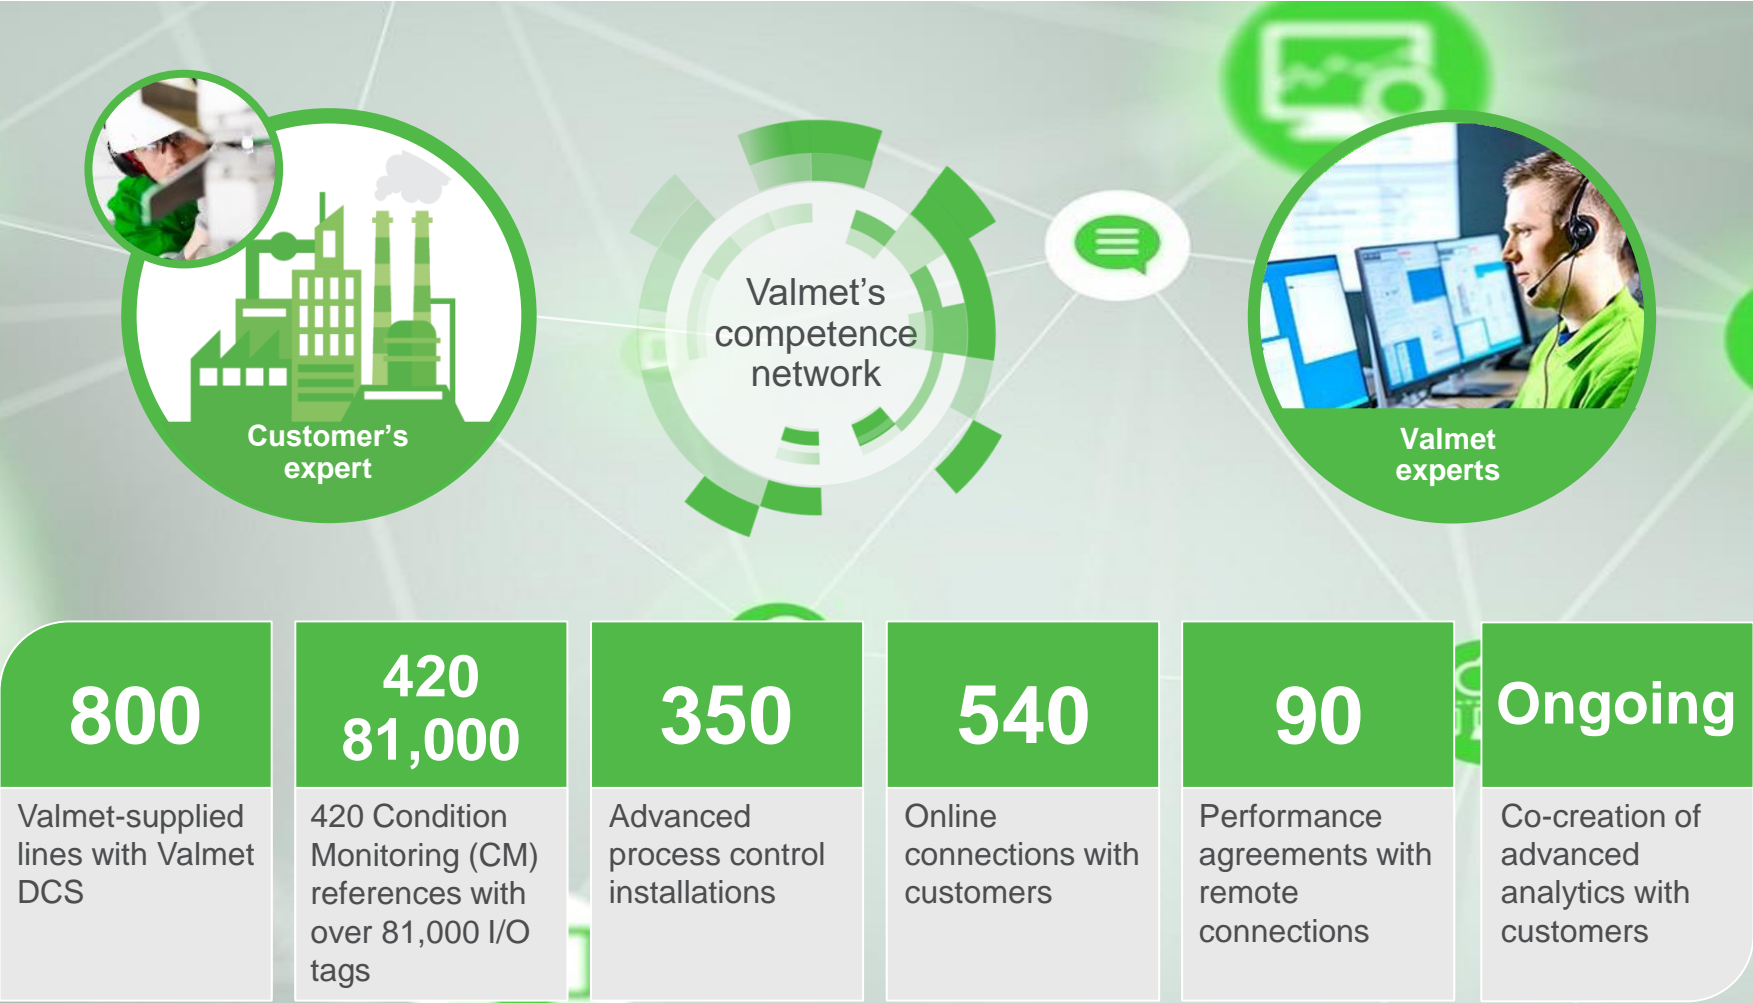 Valmet’s
competence
network
Customer’s
expert
Valmet
experts
800
Valmet-supplied
lines with Valmet
DCS
420
81,000
420 Condition
Monitoring (CM)
references with
over 81,000 I/O
tags
350
Advanced
process control
installations
540
Online
connections with
customers
90
Performance
agreements with
remote
connections
Ongoing
Co-creation of
advanced
analytics with
customers